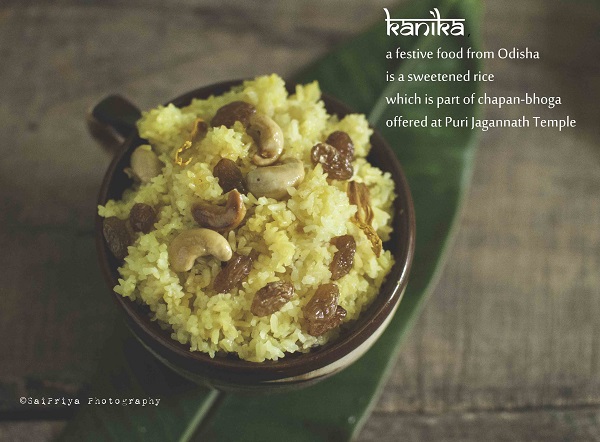 kanika
a festive food from Odisha
is a sweetened rice
which is part of chapan-bhoga
offered at Puri Jagannath Temple
©SaiPriya Photography